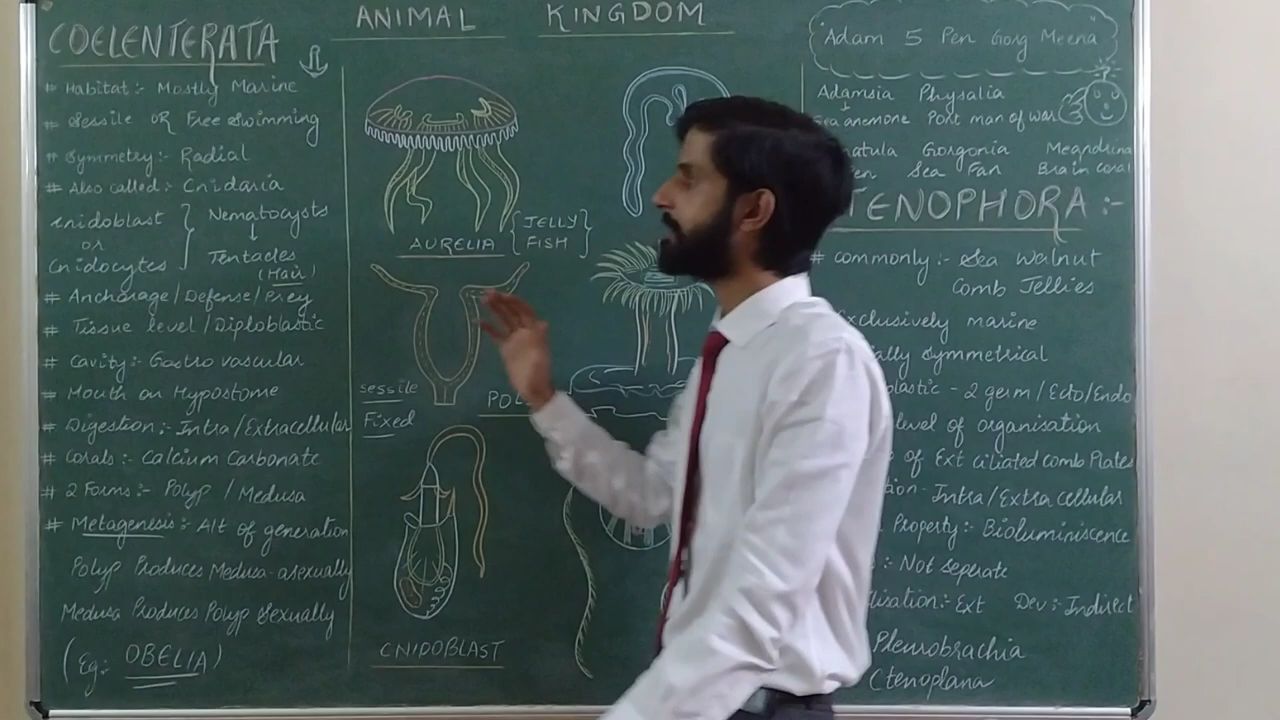 ANIMAL KINGDOM
COELENTERATA
# Habitat:- Mostly Marine
# Sessile OR Free Swimming
# Symmetry:- Radial
# Also called:- Cnidaria
Cnidoblast
or
Cnidocytes
Nematocysts
↓
Tentacles
(Hair)
# Anchorage/Defense/Prey
# Tissue level/Diploblastic
# Cavity:- Gastro vascular
# Mouth on Hypostome
# Digestion:- Intra/Extracellular
# Corals:- Calcium Carbonate
# 2 Forms:- Polyp / Medusa
# Metagenesis:- Alt of generation
Polyp Produces Medusa - asexually
Medusa Produces Polyp Sexually
(Eg:- OBELIA)
AURELIA {JELLY FISH}
sessile
Fixed
CNIDOBLAST
Adam 5 Pen Gorg Meena
Adamsia Physalia
Sea anemone Port man of war
Gorgonia Meandrina
Sea Fan Brain coral
TENOPHORA :-
# commonly:- Sea Walnut
Comb Jellies
Exclusively marine
ally symmetrical
blastic - 2 germ/Ecto/Endo
level of organisation
of Ext ciliated comb Plates
ion - Intra/Extra cellular
Property:- Bioluminiscence
:- Not seperate
lisation:- Ext Dev:- Indirect
Pleurobrachia
Ctenoplana